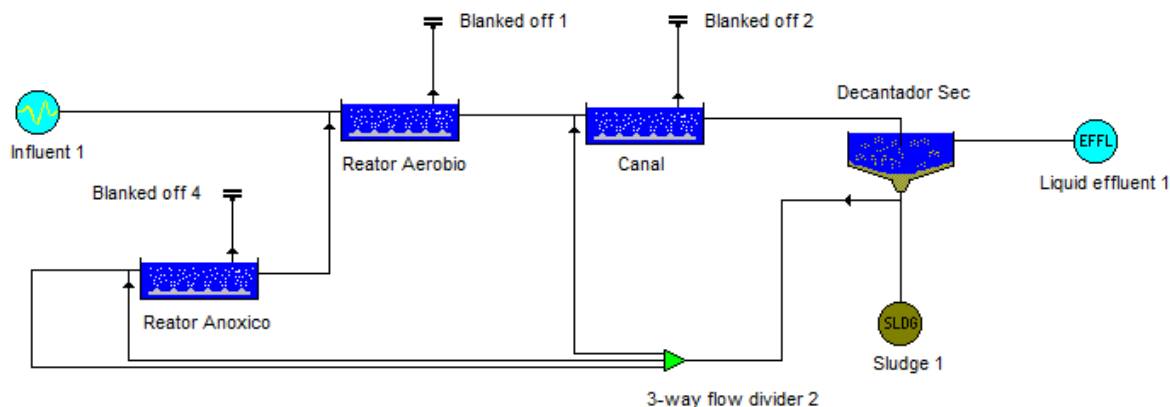 Blanked off 1
Blanked off 2
Decantador Sec
Influent 1
Reator Aerobio
Canal
EFFL
Liquid effluent 1
Blanked off 4
Reator Anoxico
SLDG
Sludge 1
3-way flow divider 2